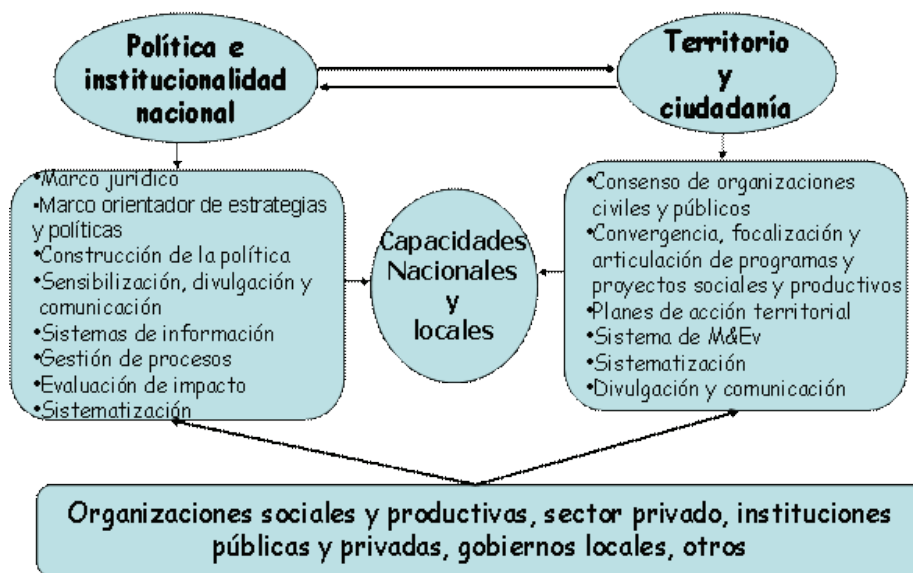 Política e
institucionalidad
nacional
Territorio
y
ciudadanía
•Marco jurídico
•Marco orientador de estrategias
y políticas
•Construcción de la política
•Sensibilización, divulgación y
comunicación
•Sistemas de información
•Gestión de procesos
•Evaluación de impacto
•Sistematización
Capacidades
Nacionales
y
locales
•Consenso de organizaciones
civiles y públicos
•Convergencia, focalización y
articulación de programas y
proyectos sociales y productivos
•Planes de acción territorial
•Sistema de M&Ev
•Sistematización
•Divulgación y comunicación
Organizaciones sociales y productivas, sector privado, instituciones
públicas y privadas, gobiernos locales, otros